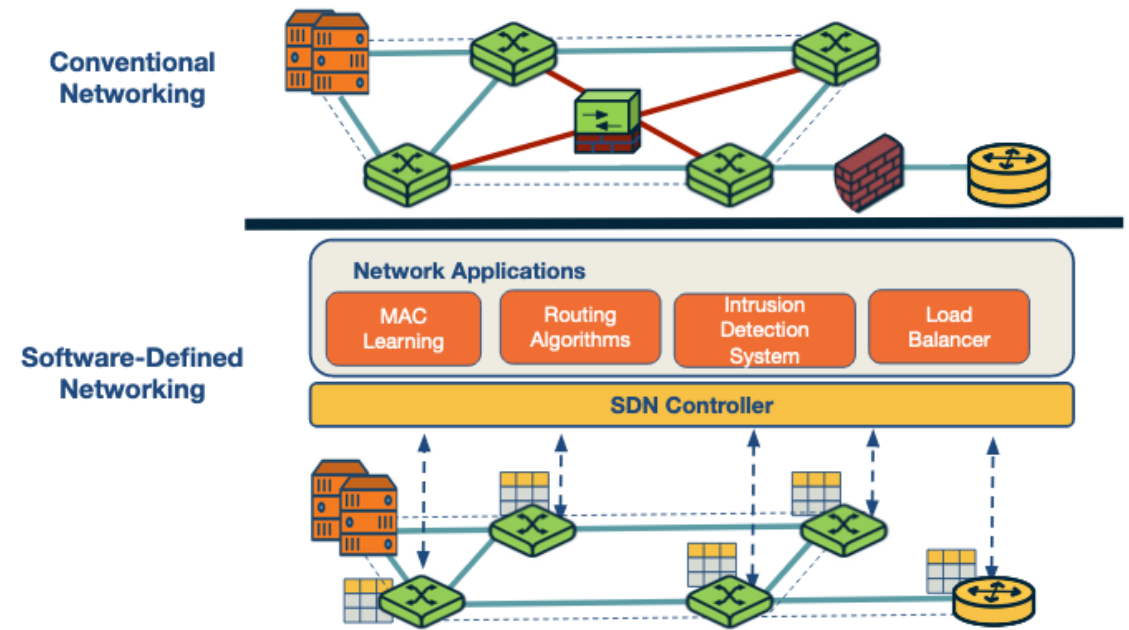 Conventional
Networking
Network Applications
MAC
Learning
Routing
Algorithms
Intrusion
Detection
System
Load
Balancer
Software-Defined
Networking
SDN Controller